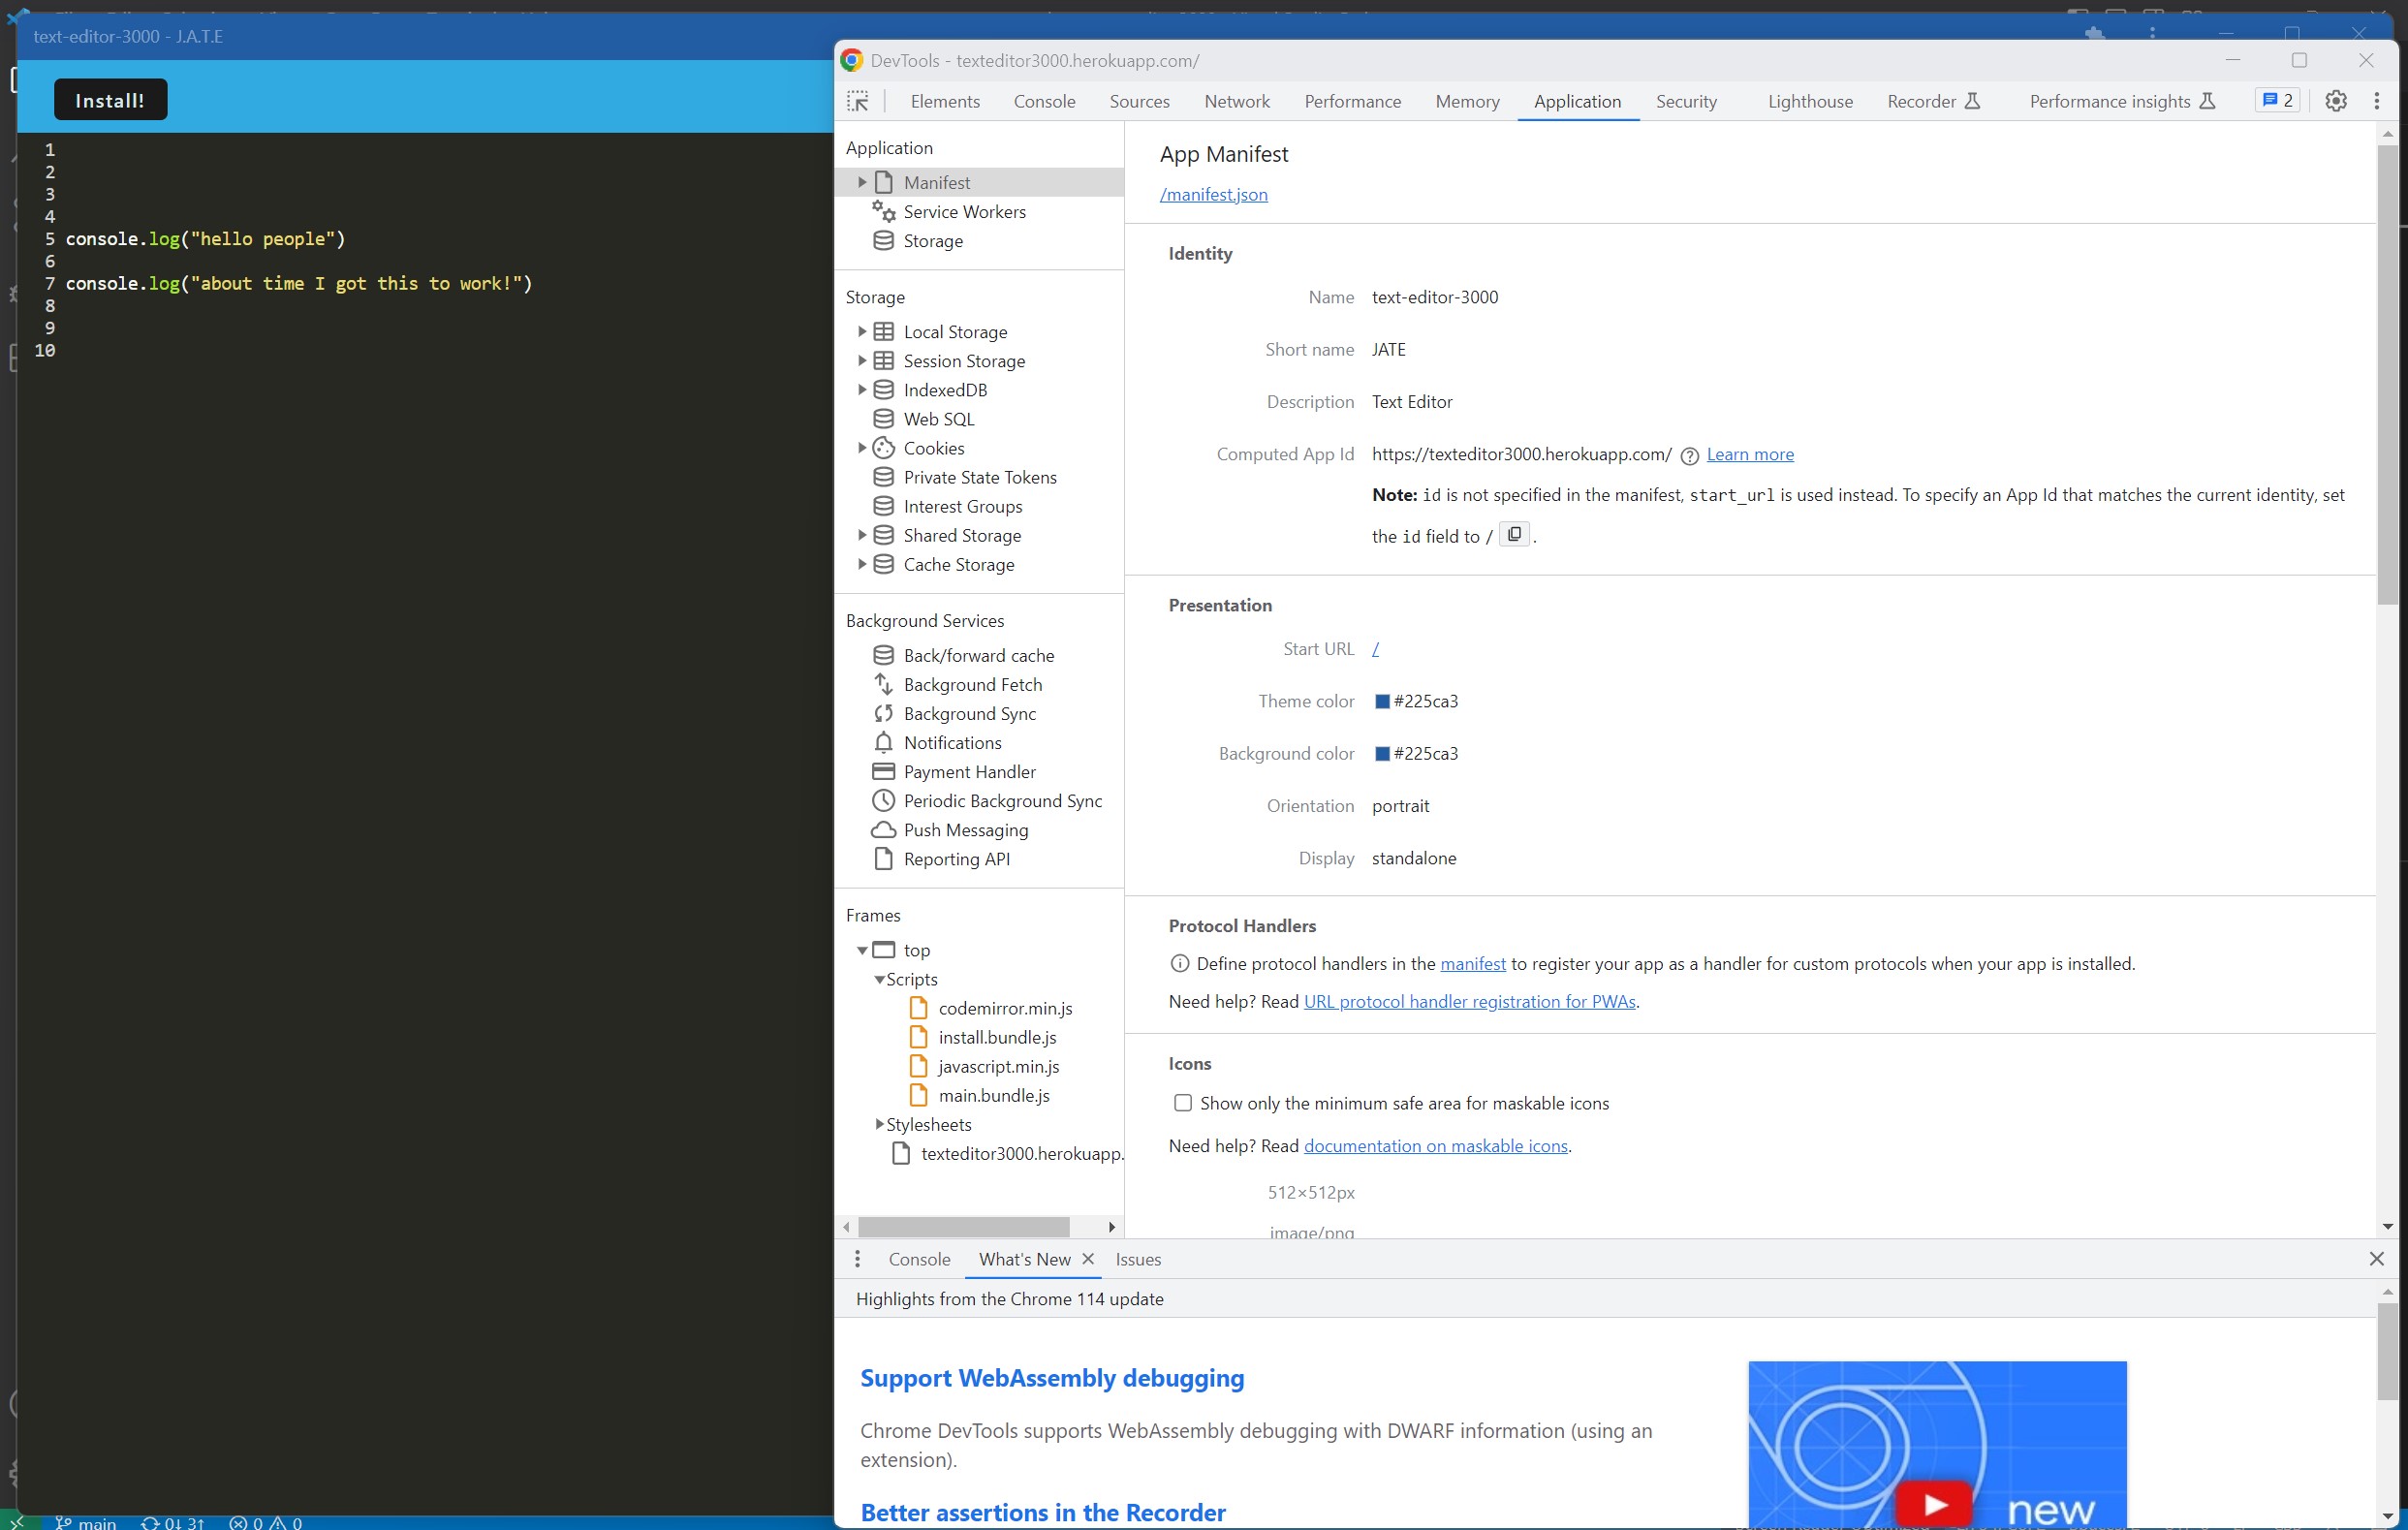 text-editor-3000 - J.A.T.E
Install!
1
2
3
4
5 console.log("hello people")
6
7 console.log("about time I got this to work!")
8
9
10
DevTools - texteditor3000.herokuapp.com/
Elements Console Sources Network Performance Memory Application Security Lighthouse Recorder Performance insights 2
Application
Manifest
Service Workers
Storage
Storage
Local Storage
Session Storage
IndexedDB
Web SQL
Cookies
Private State Tokens
Interest Groups
Shared Storage
Cache Storage
Background Services
Back/forward cache
Background Fetch
Background Sync
Notifications
Payment Handler
Periodic Background Sync
Push Messaging
Reporting API
Frames
top
Scripts
codemirror.min.js
install.bundle.js
javascript.min.js
main.bundle.js
Stylesheets
texteditor3000.herokuapp.
App Manifest
/manifest.json
Identity
Name text-editor-3000
Short name JATE
Description Text Editor
Computed App Id https://texteditor3000.herokuapp.com/ Learn more
Note: id is not specified in the manifest, start_url is used instead. To specify an App Id that matches the current identity, set
the id field to / .
Presentation
Start URL /
Theme color #225ca3
Background color #225ca3
Orientation portrait
Display standalone
Protocol Handlers
Define protocol handlers in the manifest to register your app as a handler for custom protocols when your app is installed.
Need help? Read URL protocol handler registration for PWAs.
Icons
Show only the minimum safe area for maskable icons
Need help? Read documentation on maskable icons.
512×512px
image/png
Console What's New Issues
Highlights from the Chrome 114 update
Support WebAssembly debugging
Chrome DevTools supports WebAssembly debugging with DWARF information (using an
extension).
Better assertions in the Recorder
new
main 0↓ 3↑ 0 0